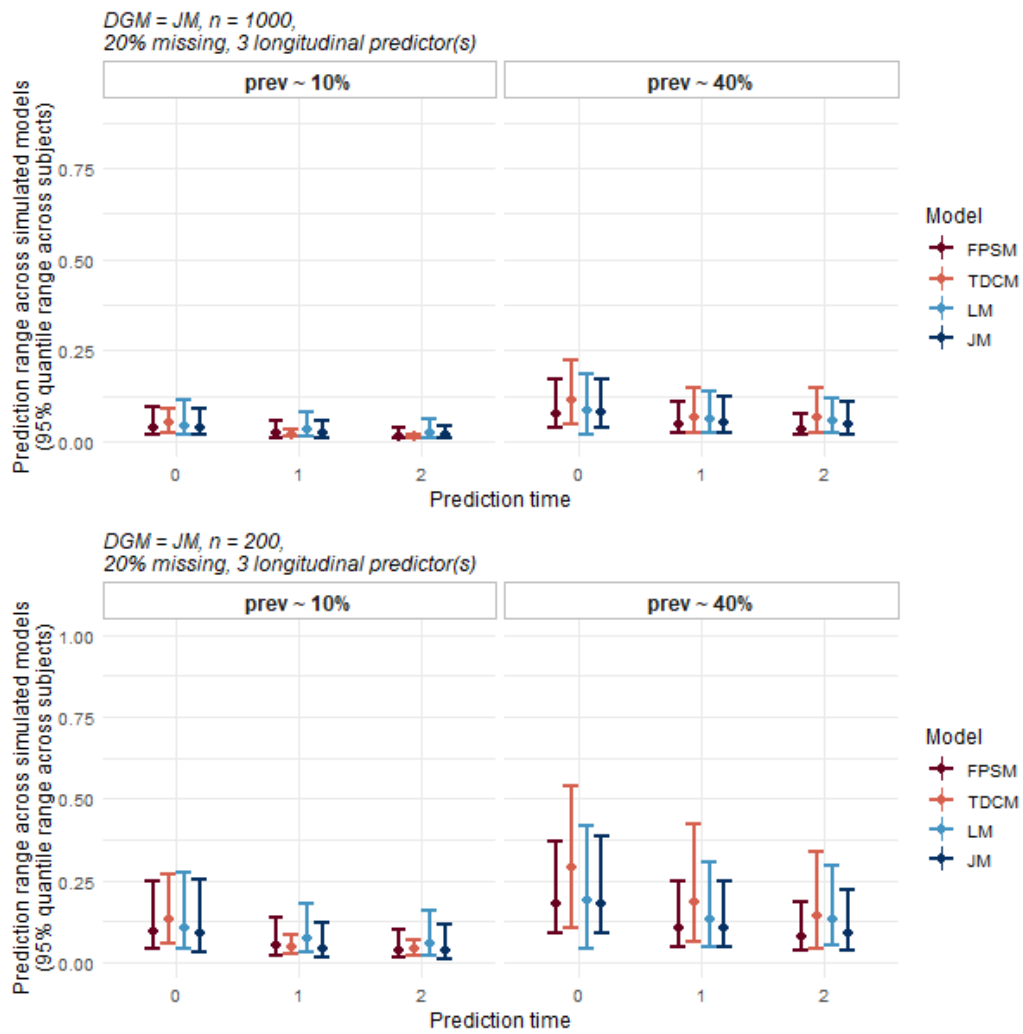 DGM = JM, n = 1000,
20% missing, 3 longitudinal predictor(s)
prev ~ 10%
prev ~ 40%
Prediction range across simulated models
(95% quantile range across subjects)
0.75
0.50
0.25
0.00
0 1 2
0 1 2
Prediction time
Model
FPSM
TDCM
LM
JM
DGM = JM, n = 200,
20% missing, 3 longitudinal predictor(s)
prev ~ 10%
prev ~ 40%
Prediction range across simulated models
(95% quantile range across subjects)
1.00
0.75
0.50
0.25
0.00
0 1 2
0 1 2
Prediction time
Model
FPSM
TDCM
LM
JM